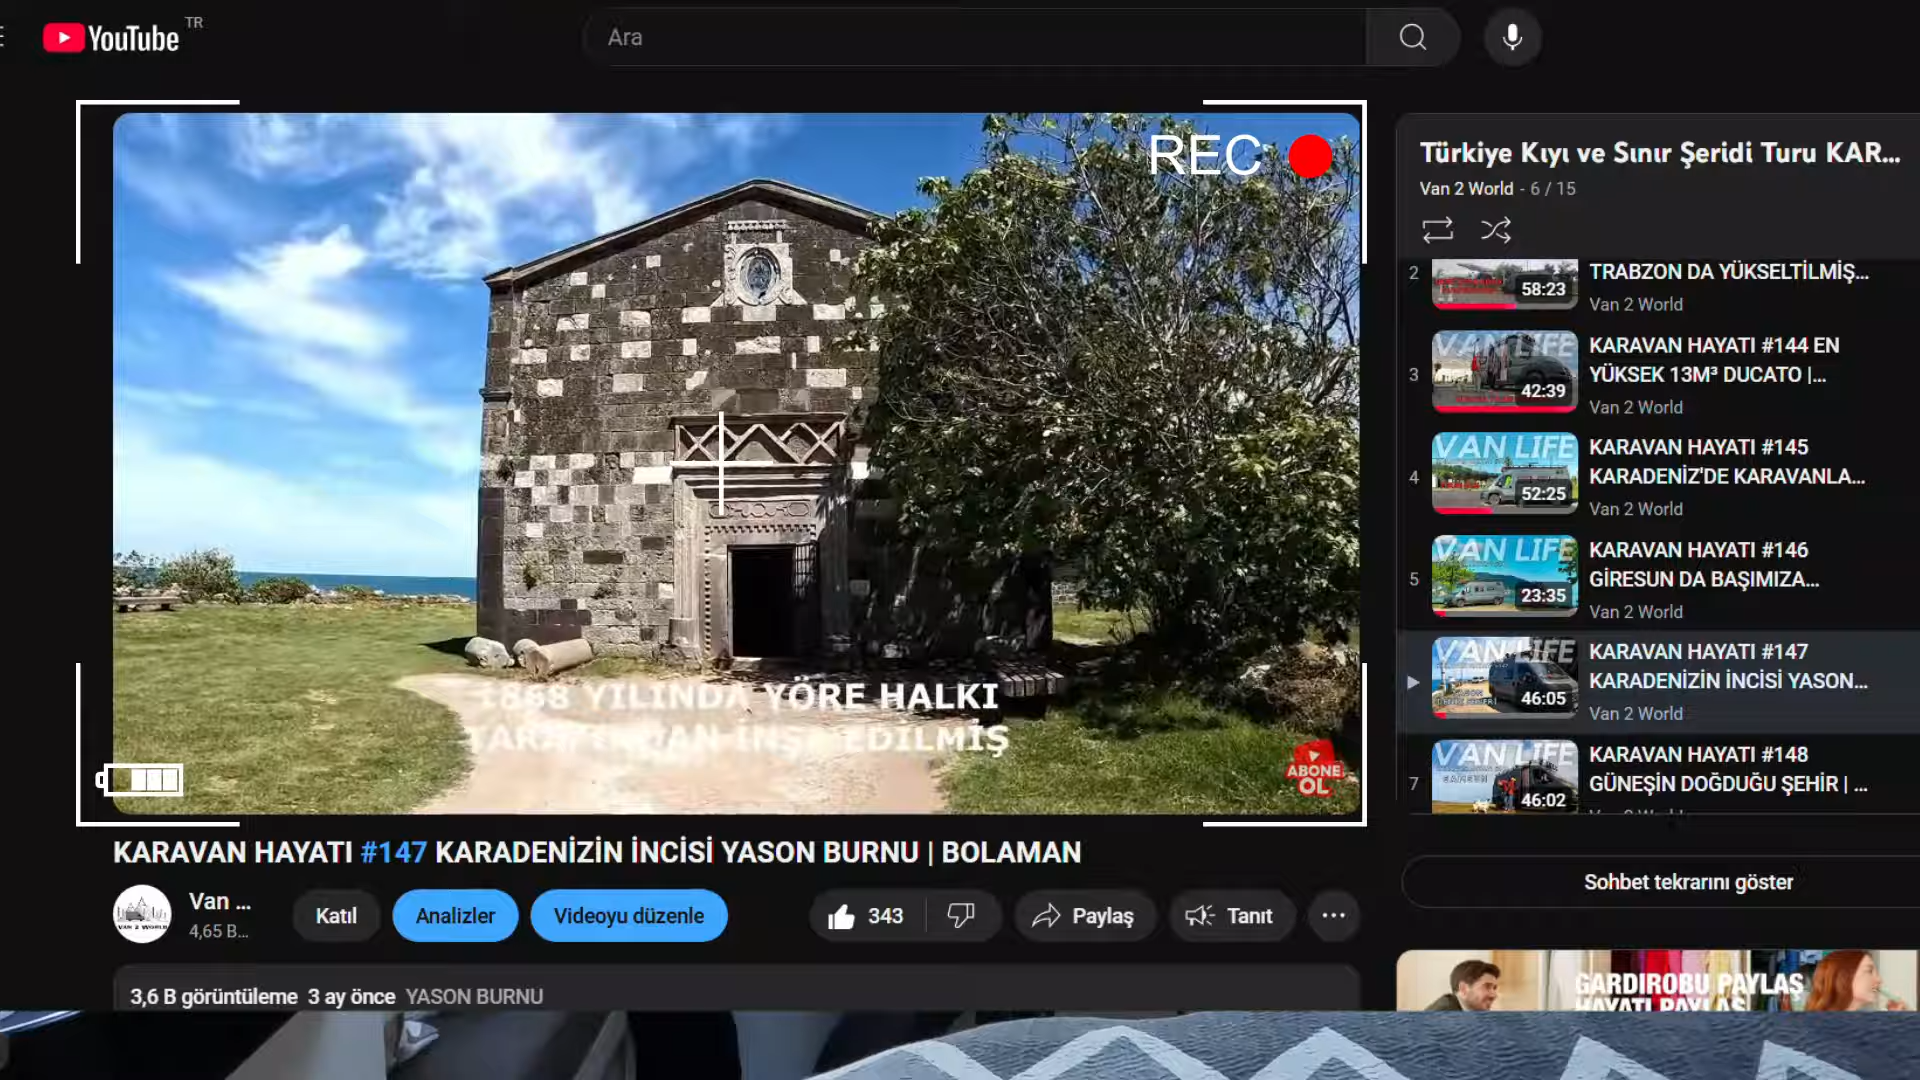 YouTube TR
Ara
REC
1868 YILINDA YÖRE HALKI
TARAFINDAN İNŞA EDİLMİŞ
ABONE
OL
KARAVAN HAYATI #147 KARADENİZİN İNCİSİ YASON BURNU | BOLAMAN
Van ...
4,65 B...
Katıl
Analizler
Videoyu düzenle
343
Paylaş
Tanıt
3,6 B görüntüleme 3 ay önce YASON BURNU
Türkiye Kıyı ve Sınır Şeridi Turu KAR...
Van 2 World - 6 / 15
2
58:23
TRABZON DA YÜKSELTİLMİŞ...
Van 2 World
3
VAN LIFE
42:39
KARAVAN HAYATI #144 EN
YÜKSEK 13M³ DUCATO |...
Van 2 World
4
VAN LIFE
52:25
KARAVAN HAYATI #145
KARADENİZ'DE KARAVANLA...
Van 2 World
5
VAN LIFE
23:35
KARAVAN HAYATI #146
GİRESUN DA BAŞIMIZA...
Van 2 World
VAN LIFE
46:05
KARAVAN HAYATI #147
KARADENİZİN İNCİSİ YASON...
Van 2 World
7
VAN LIFE
SAMSUN
46:02
KARAVAN HAYATI #148
GÜNEŞİN DOĞDUĞU ŞEHİR | ...
Sohbet tekrarını göster
GARDIROBU PAYLAŞ
HAYATI PAYLAŞ